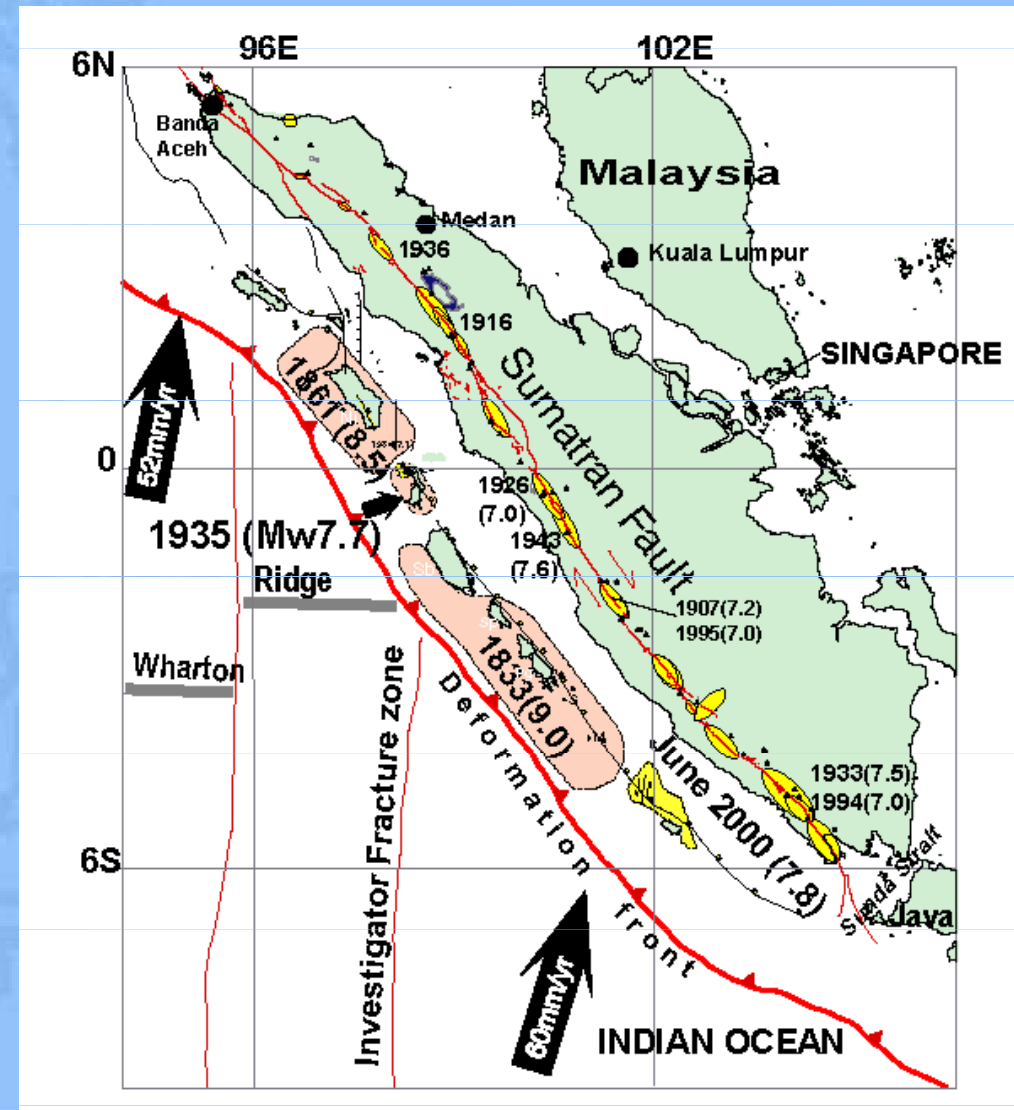 96E
102E
6N
Banda
Aceh
Malaysia
Medan
Kuala Lumpur
1936
1916
SINGAPORE
Sumatran Fault
1861(8.5)
52mm/yr
0
1926
(7.0)
1935 (Mw7.7)
1943
(7.6)
Ridge
1907(7.2)
1995(7.0)
Wharfon
1833(9.0)
Investigator Fracture zone
Deformation front
June 2000 (7.8)
1933(7.5)
1994(7.0)
6S
Sunda Strait
Java
60mm/yr
INDIAN OCEAN
Sb